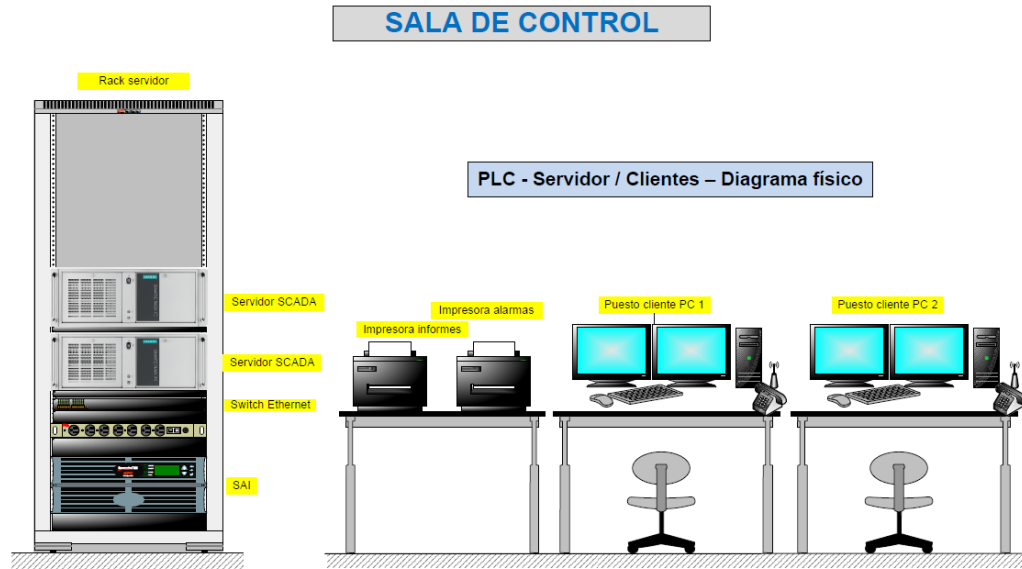 SALA DE CONTROL
Rack servidor
PLC - Servidor / Clientes – Diagrama físico
Servidor SCADA
Impresora alarmas
Puesto cliente PC 1
Puesto cliente PC 2
Impresora informes
Servidor SCADA
Switch Ethernet
SAI